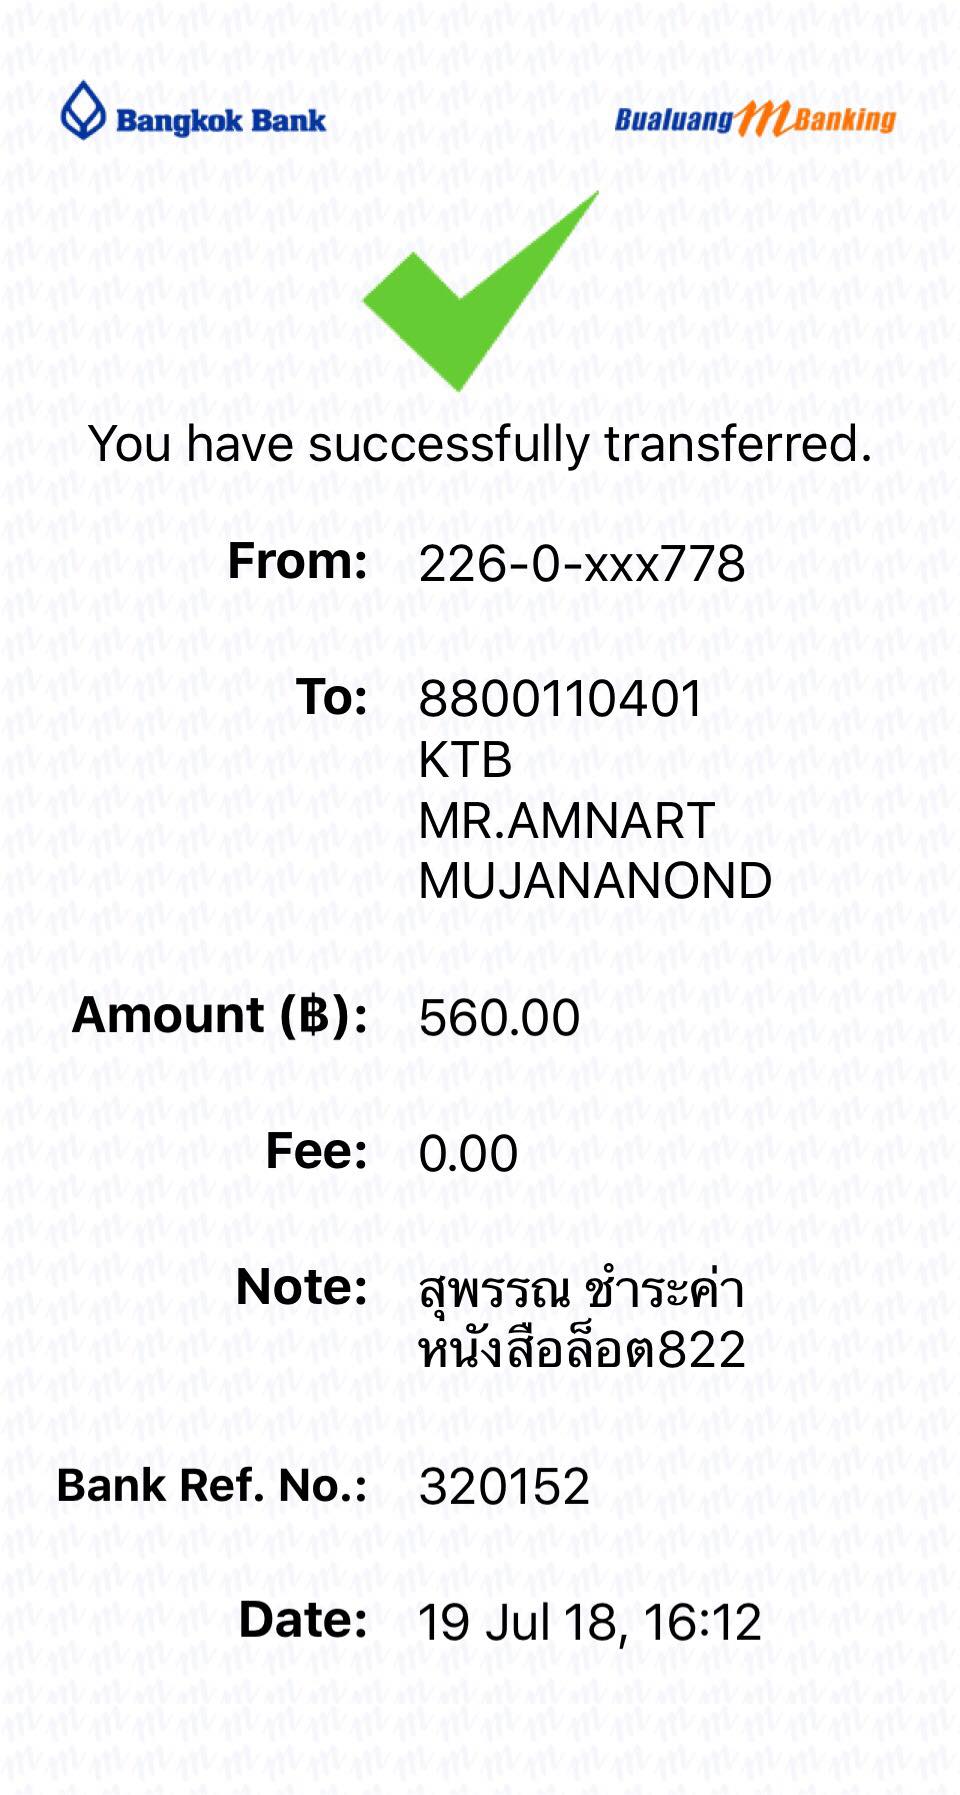 Bangkok Bank
Bualuang mBanking
You have successfully transferred.
From: 226-0-xxx778
To: 8800110401
KTB
MR.AMNART
MUJANANOND
Amount (฿): 560.00
Fee: 0.00
Note: สุพรรณ ชำระค่า
หนังสือล็อต822
Bank Ref. No.: 320152
Date: 19 Jul 18, 16:12